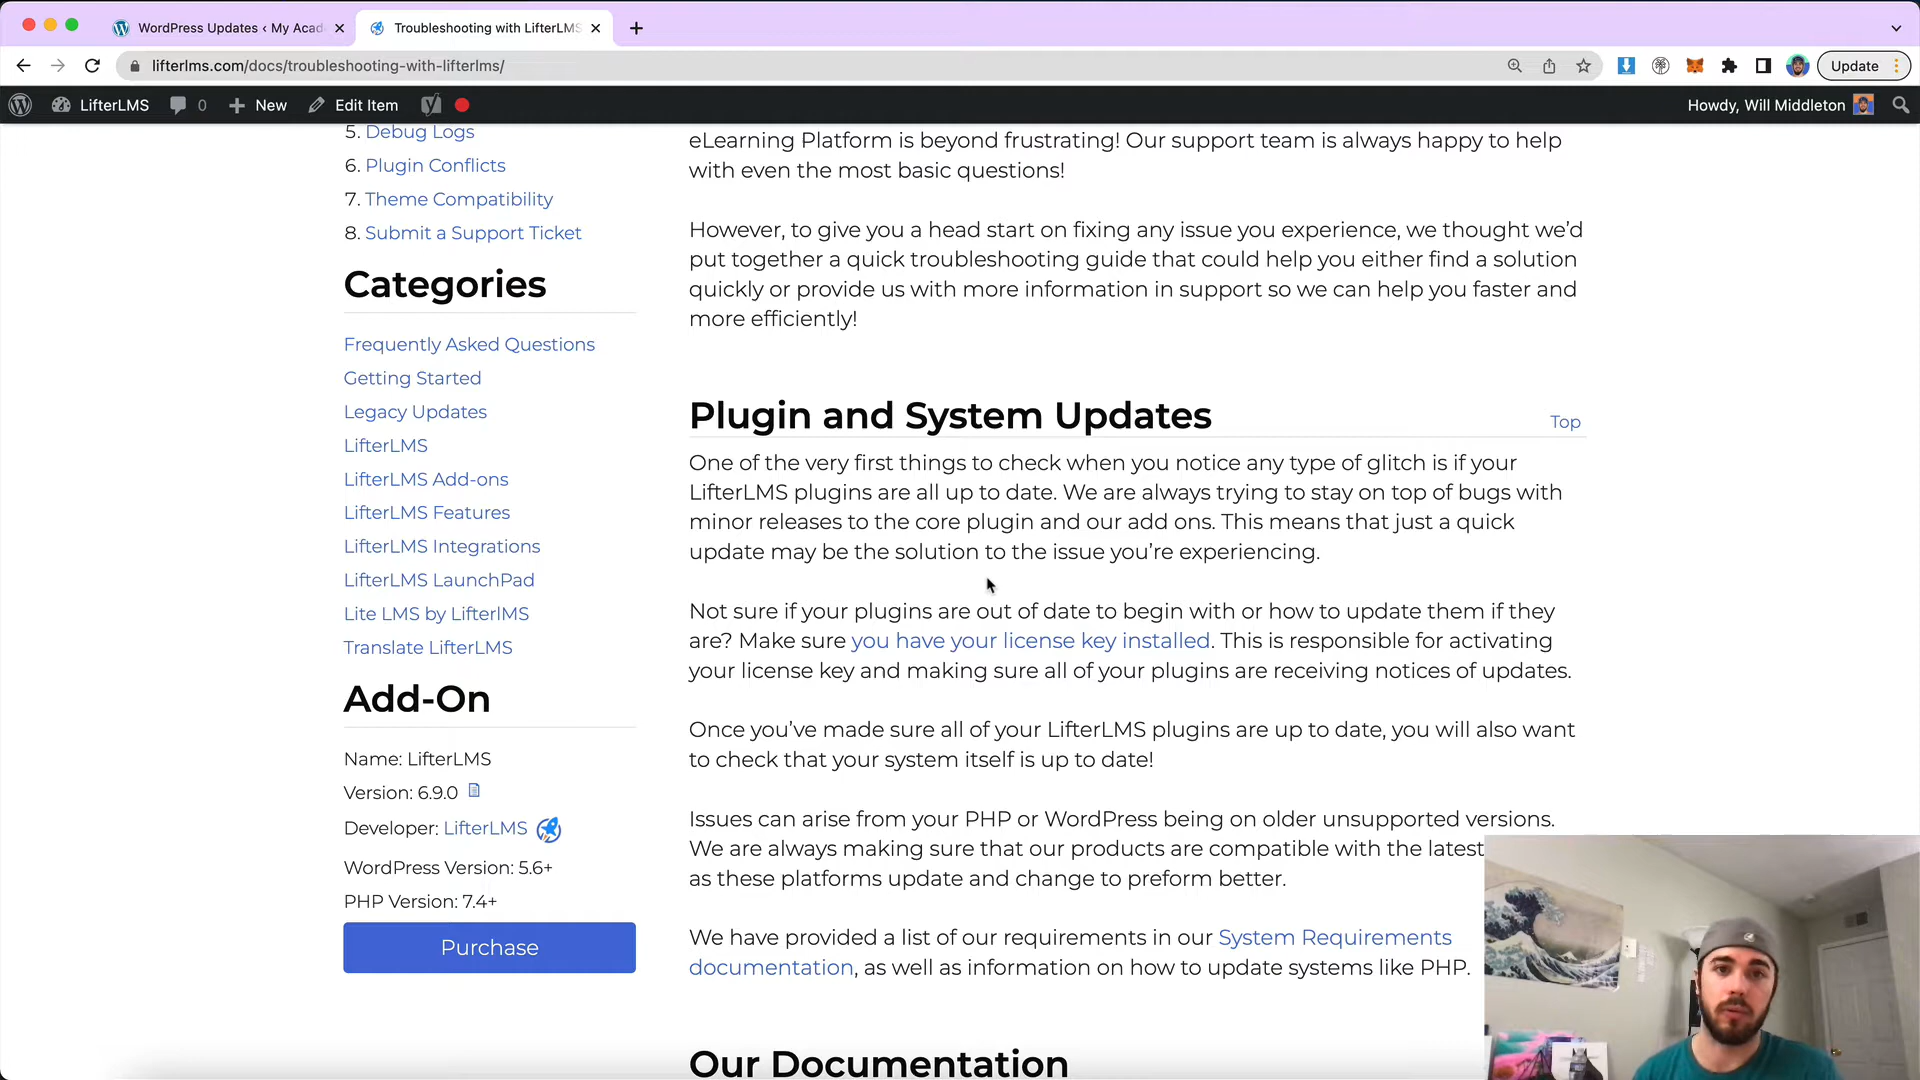 WordPress Updates ‹ My Acad
Troubleshooting with LifterLMS
lifterlms.com/docs/troubleshooting-with-lifterlms/
Update
LifterLMS
0
New
Edit Item
Howdy, Will Middleton
5. Debug Logs
6. Plugin Conflicts
7. Theme Compatibility
8. Submit a Support Ticket
Categories
Frequently Asked Questions
Getting Started
Legacy Updates
LifterLMS
LifterLMS Add-ons
LifterLMS Features
LifterLMS Integrations
LifterLMS LaunchPad
Lite LMS by LifterlMS
Translate LifterLMS
Add-On
Name: LifterLMS
Version: 6.9.0
Developer: LifterLMS
WordPress Version: 5.6+
PHP Version: 7.4+
Purchase
eLearning Platform is beyond frustrating! Our support team is always happy to help
with even the most basic questions!
However, to give you a head start on fixing any issue you experience, we thought we’d
put together a quick troubleshooting guide that could help you either find a solution
quickly or provide us with more information in support so we can help you faster and
more efficiently!
Plugin and System Updates
Top
One of the very first things to check when you notice any type of glitch is if your
LifterLMS plugins are all up to date. We are always trying to stay on top of bugs with
minor releases to the core plugin and our add ons. This means that just a quick
update may be the solution to the issue you’re experiencing.
Not sure if your plugins are out of date to begin with or how to update them if they
are? Make sure you have your license key installed. This is responsible for activating
your license key and making sure all of your plugins are receiving notices of updates.
Once you’ve made sure all of your LifterLMS plugins are up to date, you will also want
to check that your system itself is up to date!
Issues can arise from your PHP or WordPress being on older unsupported versions.
We are always making sure that our products are compatible with the latest
as these platforms update and change to preform better.
We have provided a list of our requirements in our System Requirements
documentation, as well as information on how to update systems like PHP.
Our Documentation